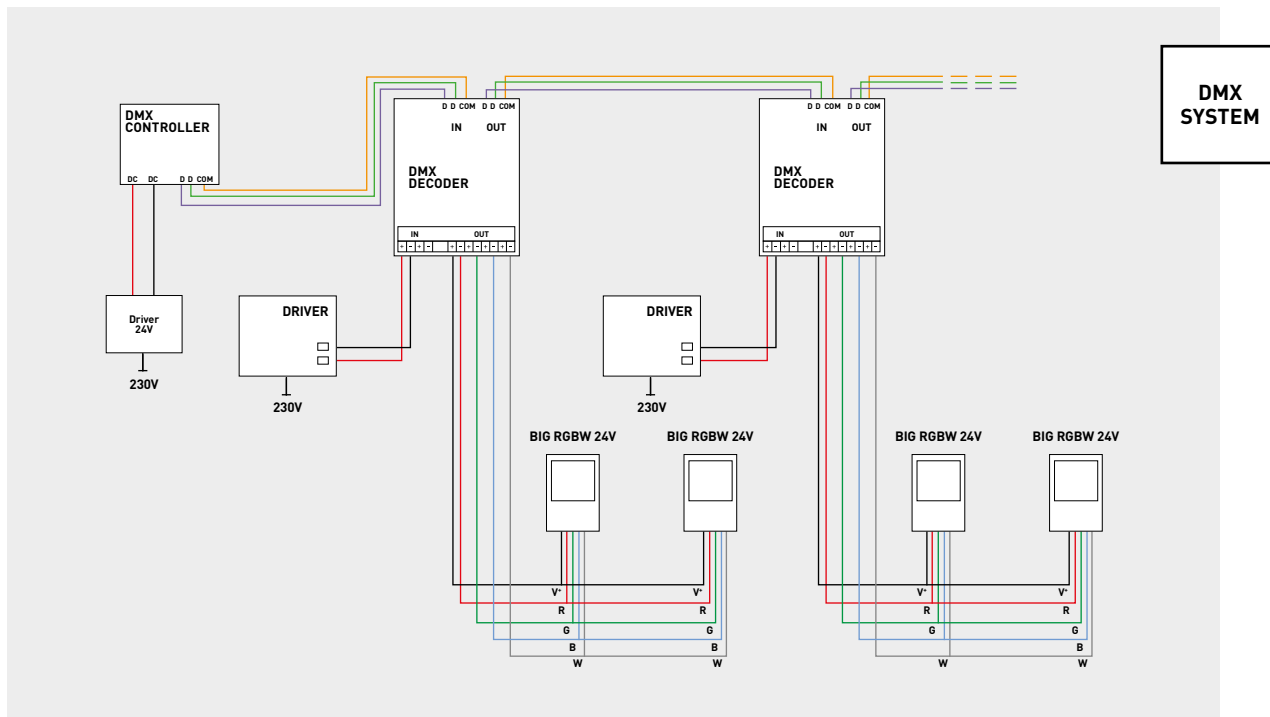 DMX
SYSTEM
D D COM D D COM
IN OUT
DMX
DECODER
IN OUT
+ - + - + - + - + - + -
D D COM D D COM
IN OUT
DMX
DECODER
IN OUT
+ - + - + - + - + - + -
DMX
CONTROLLER
DC DC D D COM
Driver
24V
230V
DRIVER
230V
DRIVER
230V
BIG RGBW 24V
BIG RGBW 24V
BIG RGBW 24V
BIG RGBW 24V
V+ V+ V+ V+
R R R R
G G G G
B B B
W W W W